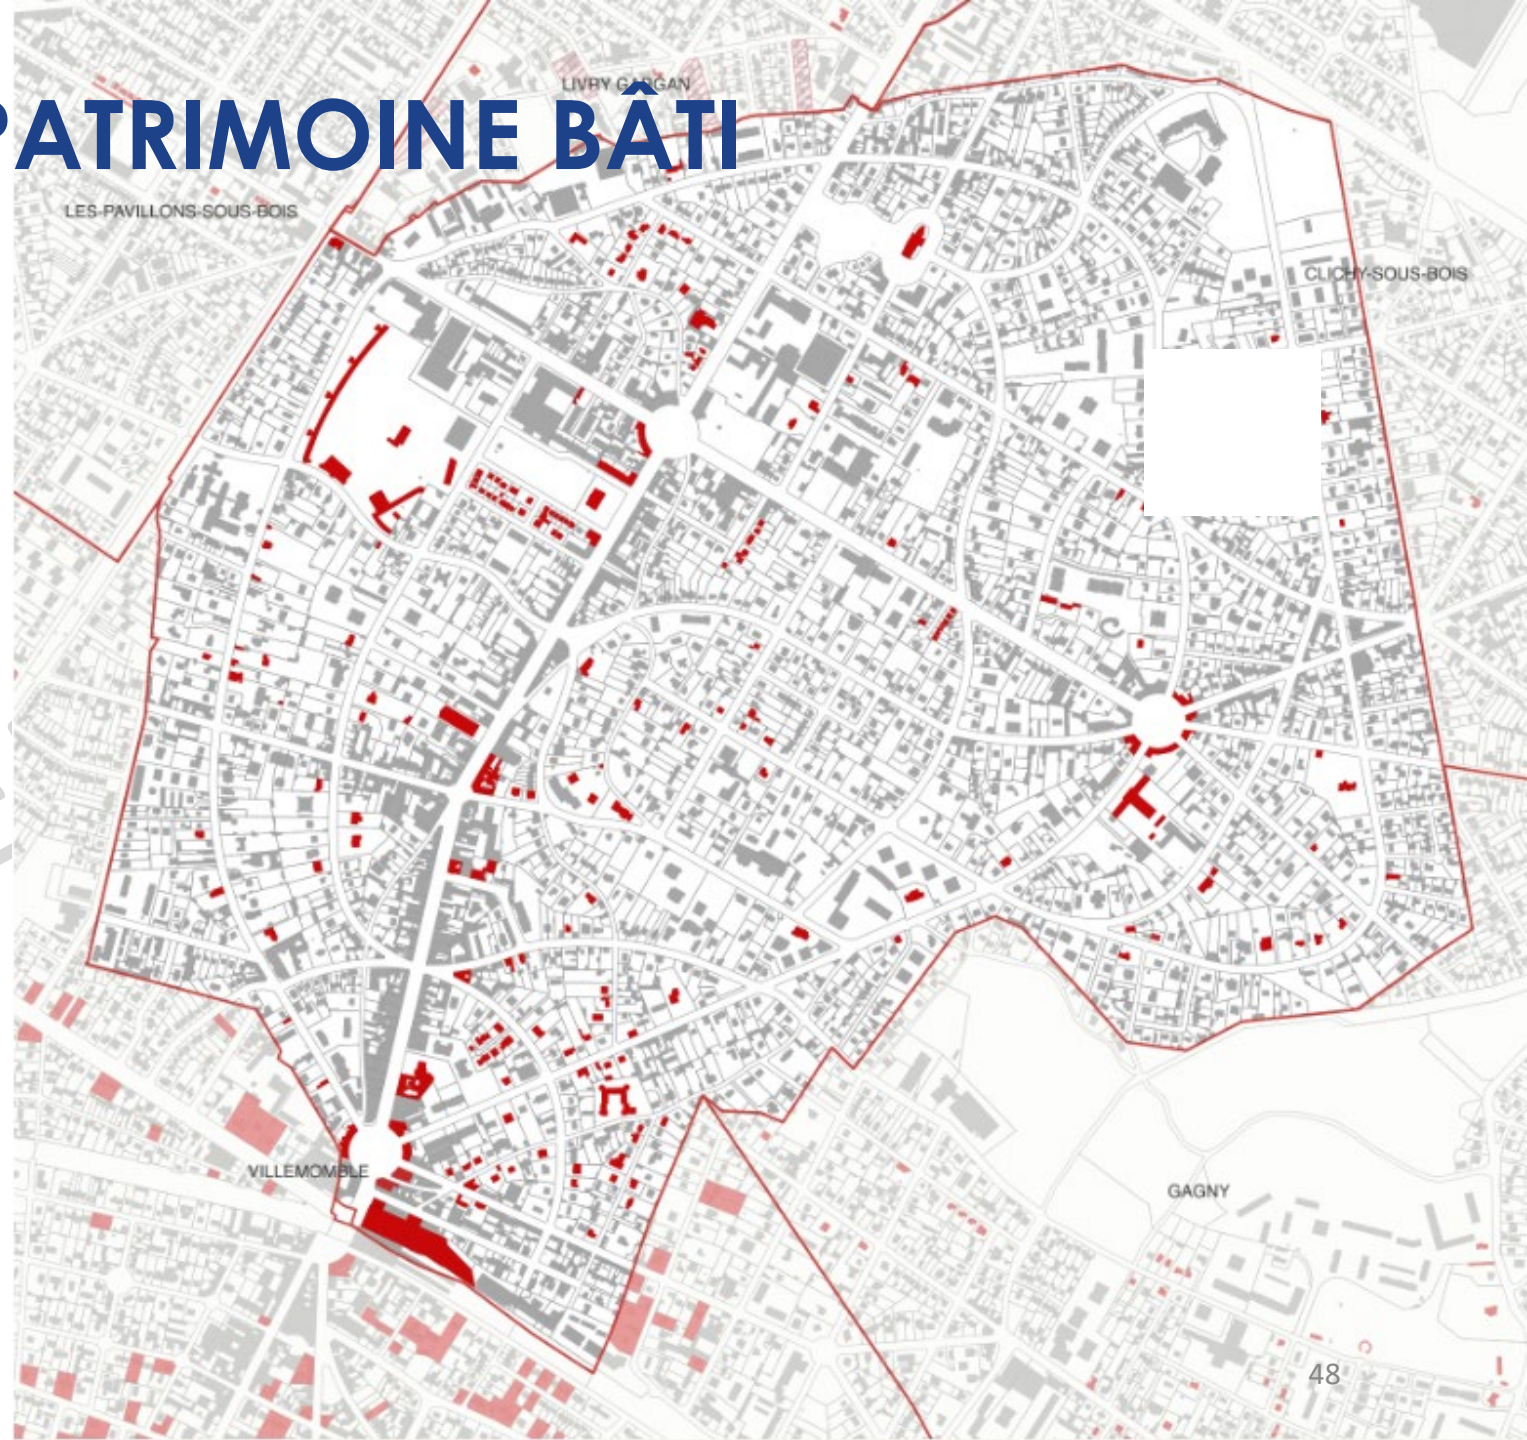 LIVRY GARGAN
PATRIMOINE BÂTI
LES-PAVILLONS-SOUS-BOIS
CLICHY-SOUS-BOIS
VILLEMOMBLE
GAGNY
48